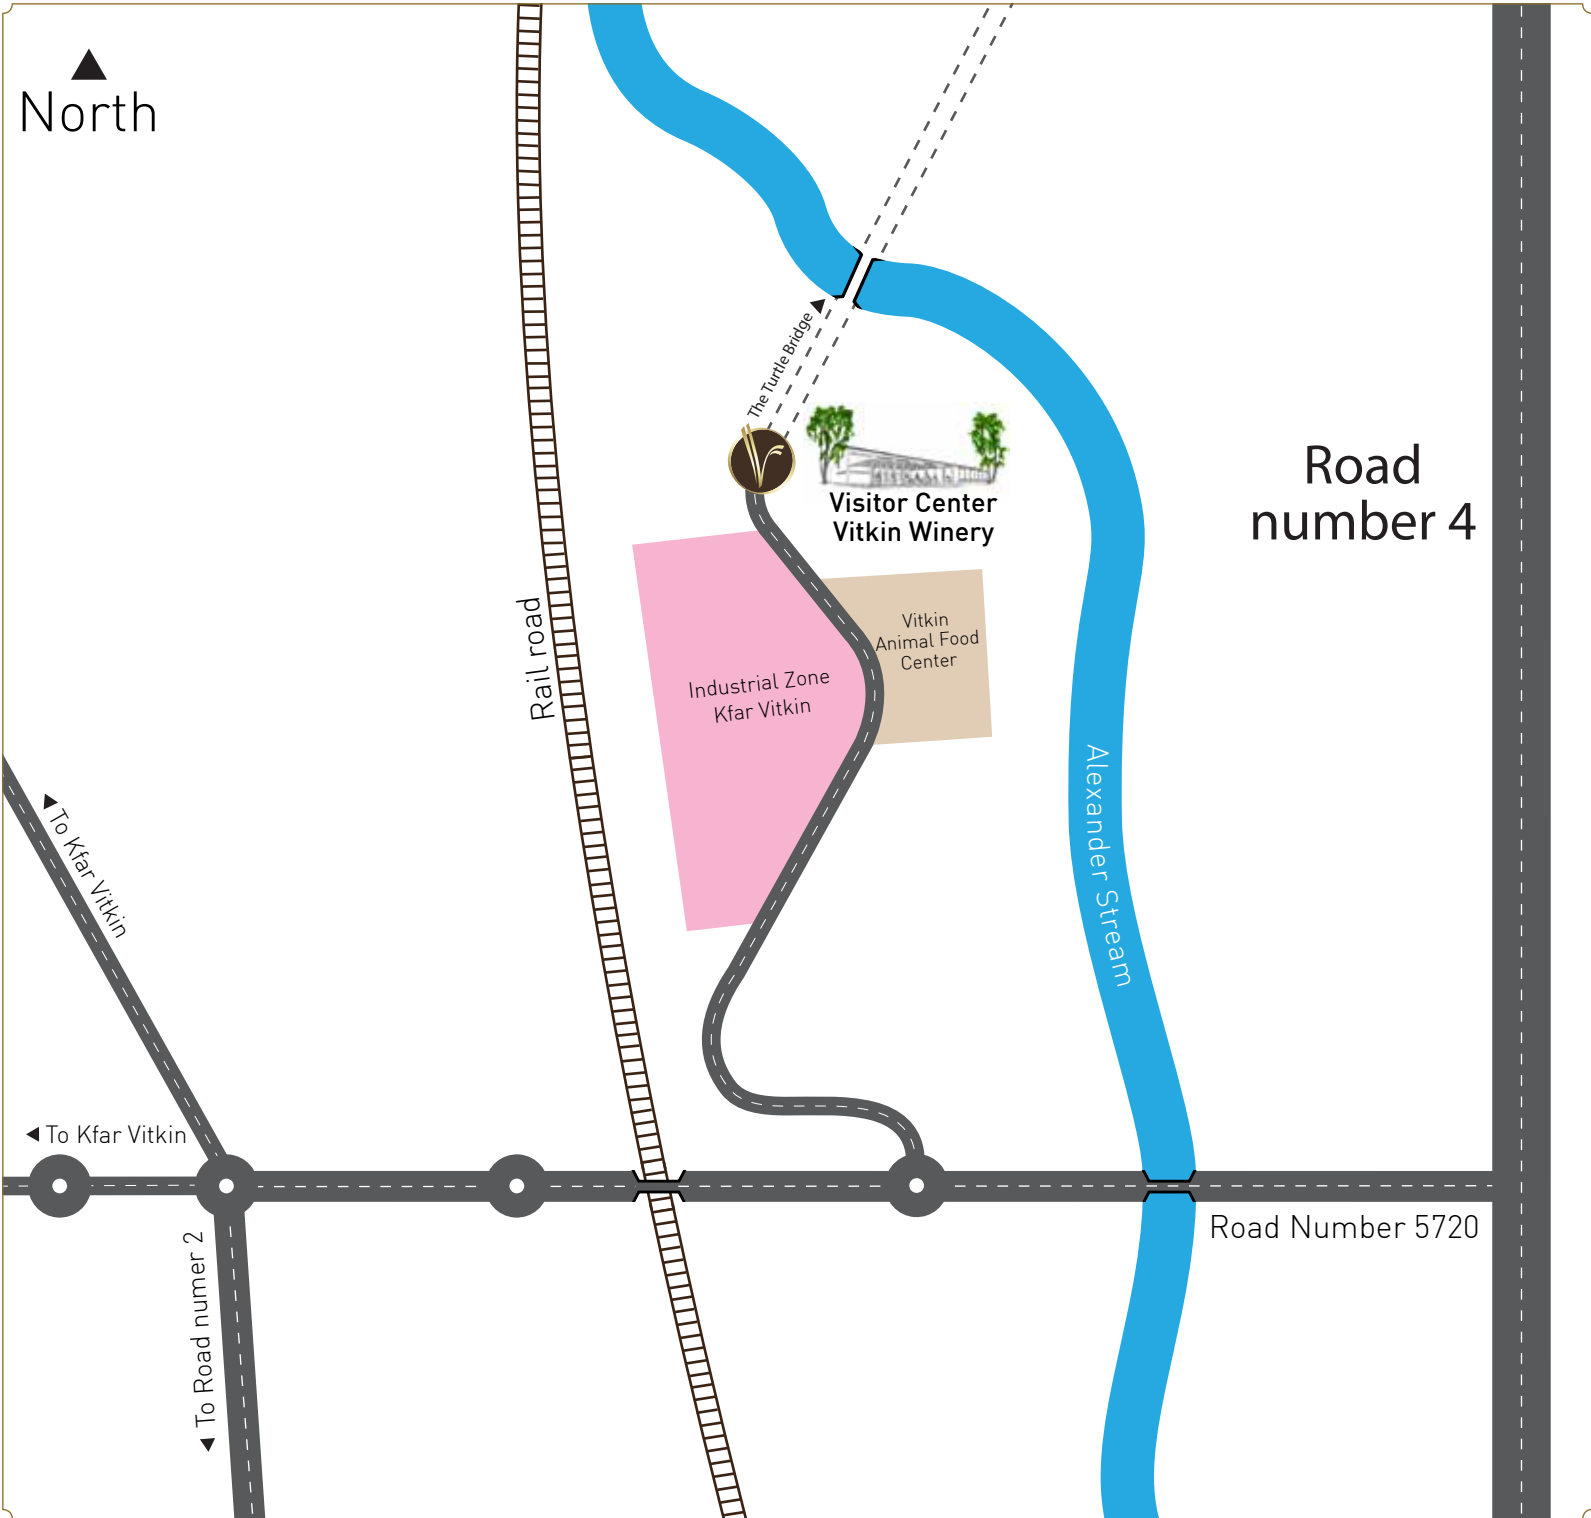 North
The Turtle Bridge
Visitor Center
Vitkin Winery
Road
number 4
Rail road
Vitkin
Animal Food
Center
Industrial Zone
Kfar Vitkin
Alexander Stream
To Kfar Vitkin
To Kfar Vitkin
Road Number 5720
To Road numer 2